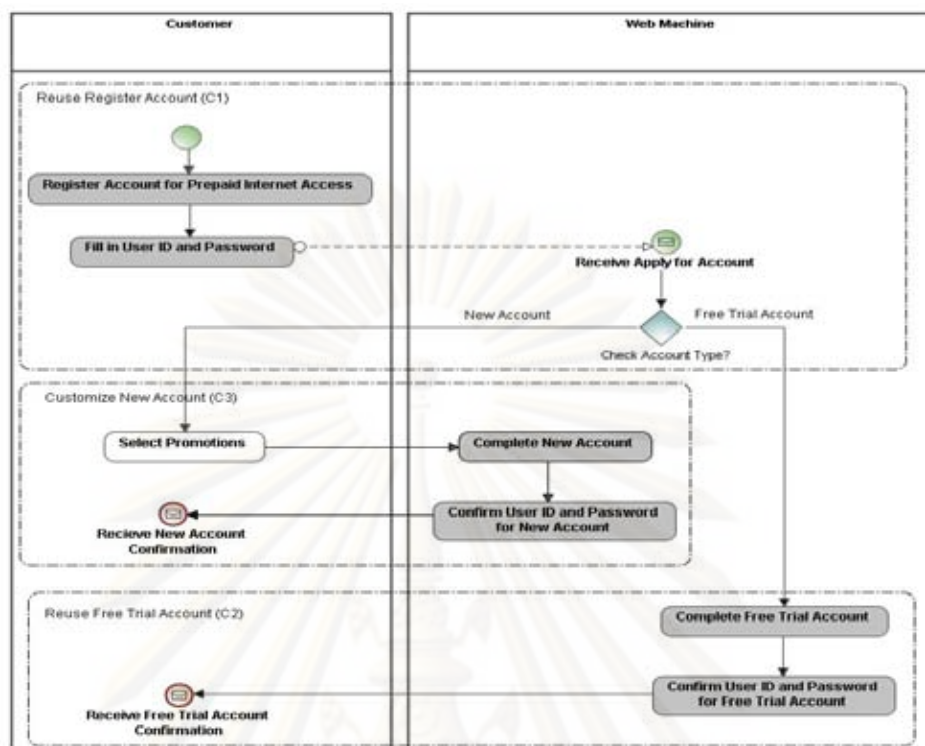 Customer
Web Machine
Reuse Register Account (C1)
Register Account for Prepaid Internet Access
Fill in User ID and Password
Receive Apply for Account
New Account
Free Trial Account
Check Account Type?
Customize New Account (C3)
Select Promotions
Complete New Account
Confirm User ID and Password
for New Account
Recieve New Account
Confirmation
Reuse Free Trial Account (C2)
Complete Free Trial Account
Confirm User ID and Password
for Free Trial Account
Receive Free Trial Account
Confirmation